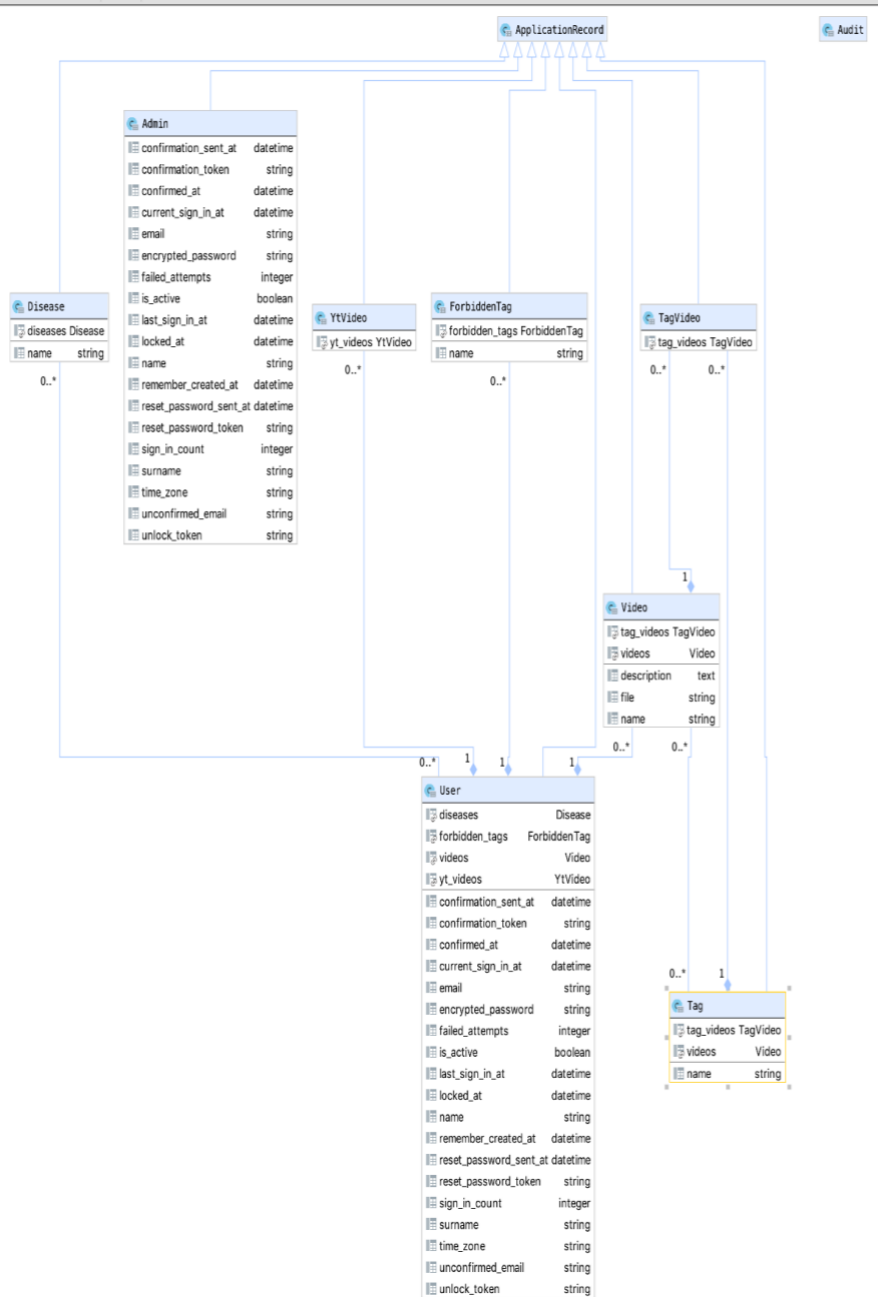 ApplicationRecord
Audit
Admin
confirmation_sent_at datetime
confirmation_token string
confirmed_at datetime
current_sign_in_at datetime
email string
encrypted_password string
failed_attempts integer
is_active boolean
last_sign_in_at datetime
locked_at datetime
name string
remember_created_at datetime
reset_password_sent_at datetime
reset_password_token string
sign_in_count integer
surname string
time_zone string
unconfirmed_email string
unlock_token string
Disease
diseases Disease
name string
0..*
YtVideo
yt_videos YtVideo
0..*
ForbiddenTag
forbidden_tags ForbiddenTag
name string
0..*
TagVideo
tag_videos TagVideo
0..* 0..*
1
Video
tag_videos TagVideo
videos Video
description text
file string
name string
0..* 0..*
0..* 1 1 1
User
diseases Disease
forbidden_tags ForbiddenTag
videos Video
yt_videos YtVideo
confirmation_sent_at datetime
confirmation_token string
confirmed_at datetime
current_sign_in_at datetime
email string
encrypted_password string
failed_attempts integer
is_active boolean
last_sign_in_at datetime
locked_at datetime
name string
remember_created_at datetime
reset_password_sent_at datetime
reset_password_token string
sign_in_count integer
surname string
time_zone string
unconfirmed_email string
unlock_token string
0..* 1
Tag
tag_videos TagVideo
videos Video
name string